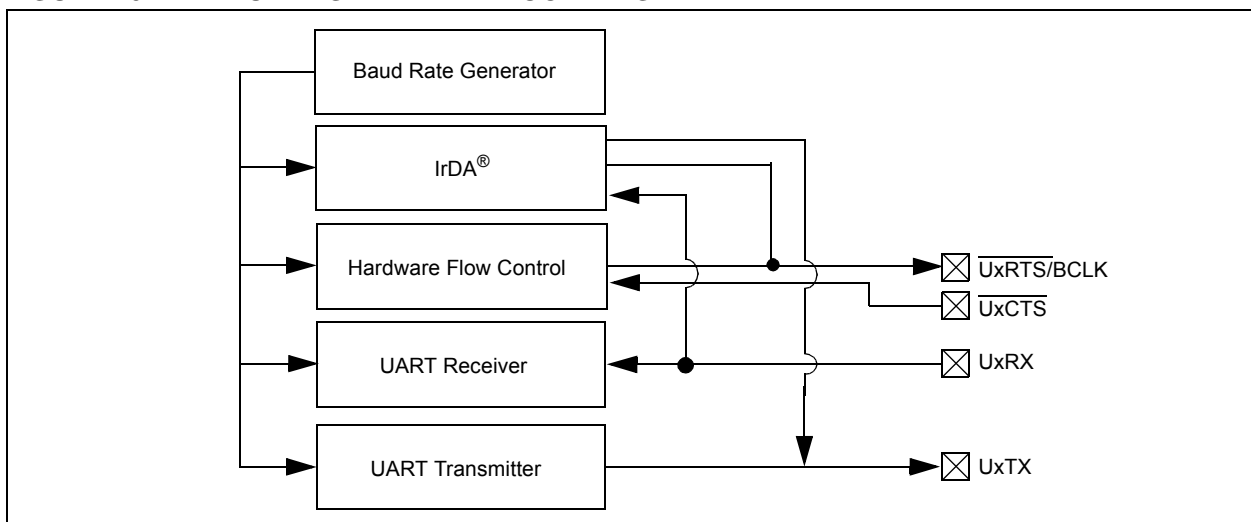 Baud Rate Generator
IrDA®
Hardware Flow Control
UxRTS/BCLK
UxCTS
UART Receiver
UxRX
UART Transmitter
UxTX